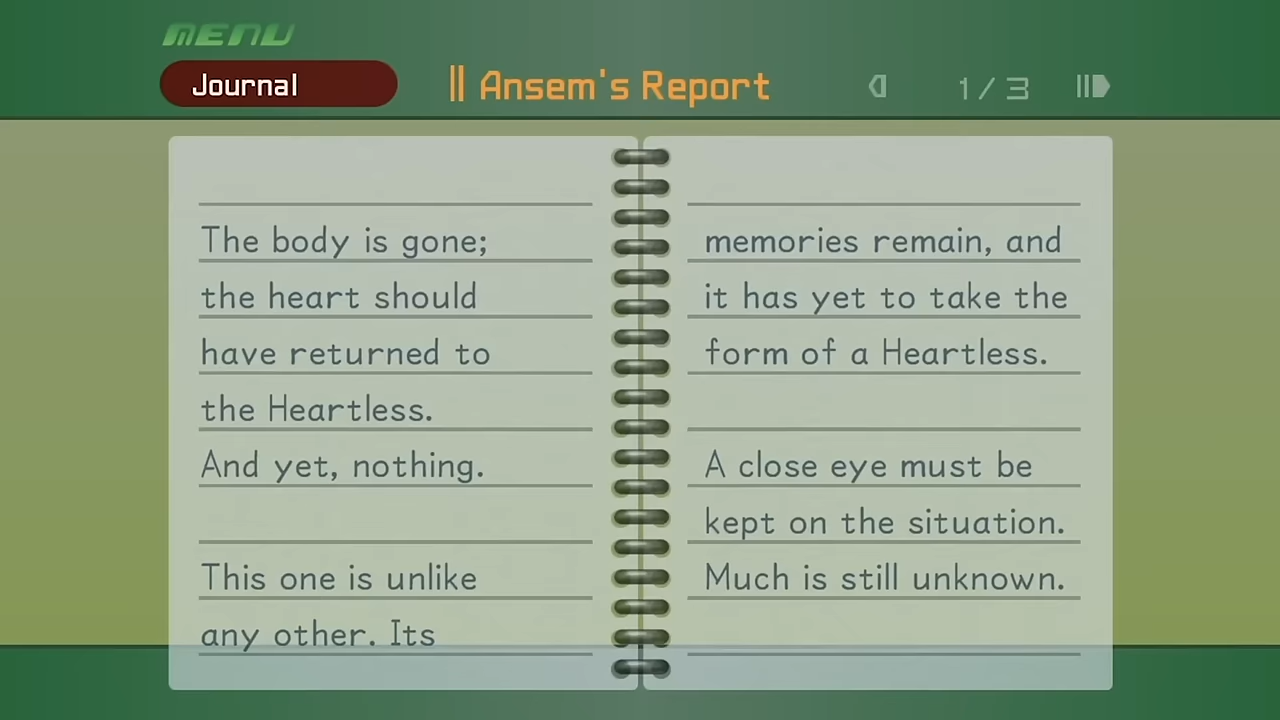 MENU
Journal
Ansem's Report
1/3
The body is gone;
the heart should
have returned to
the Heartless.
And yet, nothing.
This one is unlike
any other. Its
memories remain, and
it has yet to take the
form of a Heartless.
A close eye must be
kept on the situation.
Much is still unknown.